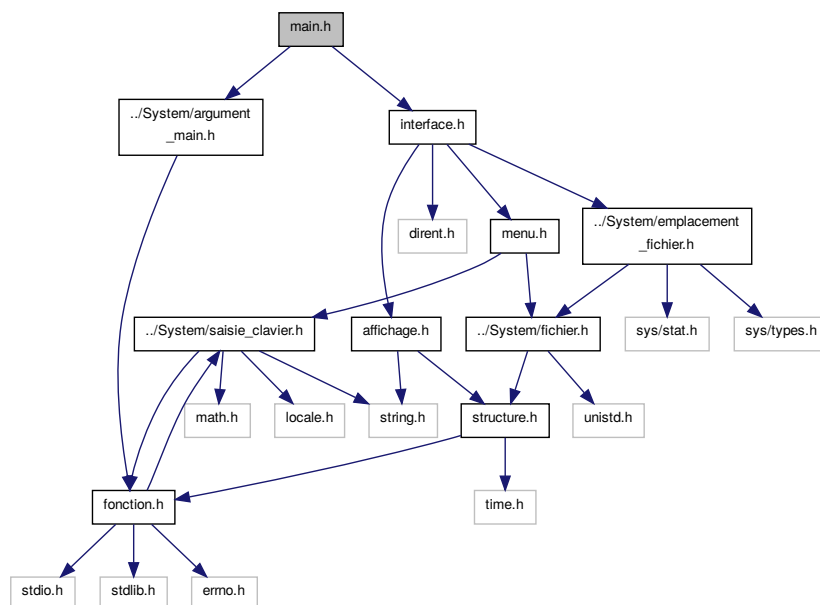 main.h
../System/argument
_main.h
interface.h
dirent.h
menu.h
../System/emplacement
_fichier.h
../System/saisie_clavier.h
affichage.h
../System/fichier.h
sys/stat.h
sys/types.h
math.h
locale.h
string.h
structure.h
unistd.h
fonction.h
time.h
stdio.h
stdlib.h
errno.h